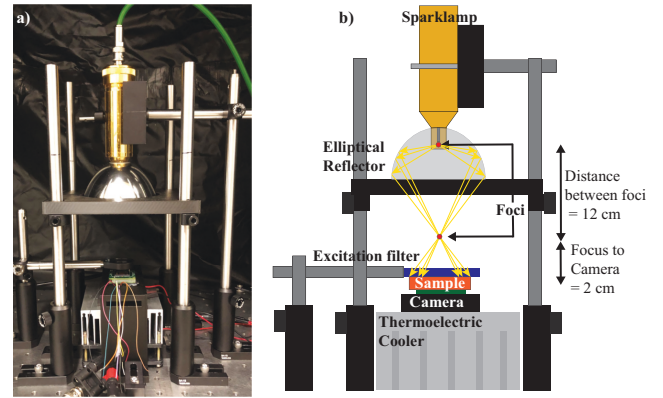 a)
b)
Sparklamp
Elliptical
Reflector
Foci
Distance
between foci
= 12 cm
Excitation filter
Focus to
Camera
= 2 cm
Sample
Camera
Thermoelectric
Cooler